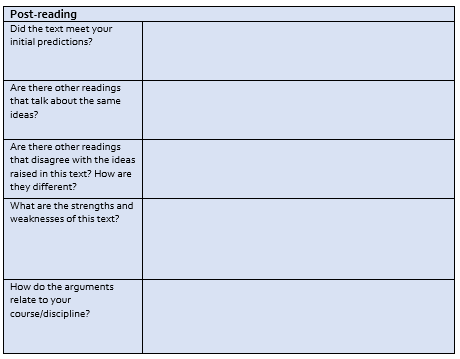 Post-reading
Did the text meet your
initial predictions?
Are there other readings
that talk about the same
ideas?
Are there other readings
that disagree with the ideas
raised in this text? How are
they different?
What are the strengths and
weaknesses of this text?
How do the arguments
relate to your
course/discipline?